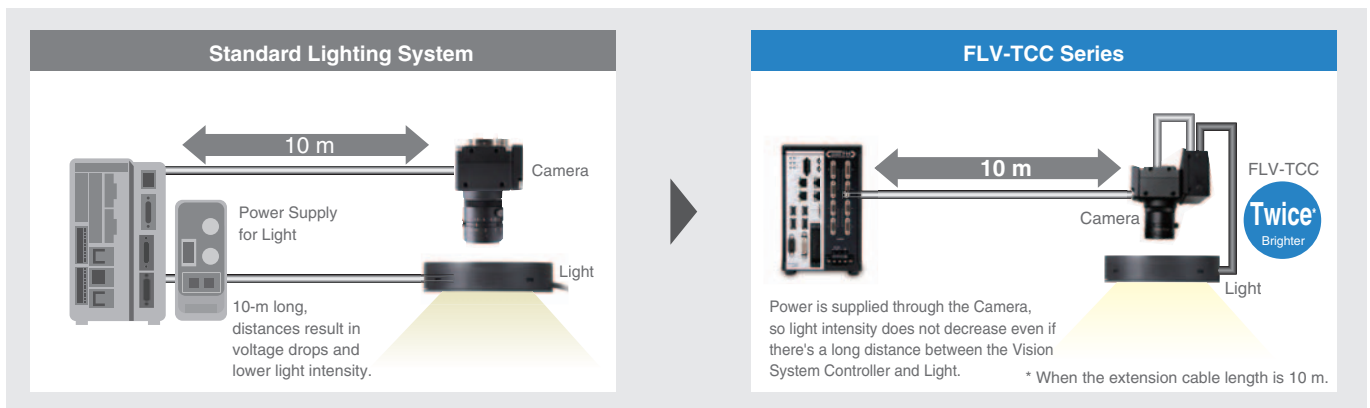 Standard Lighting System
10 m
Camera
Power Supply
for Light
Light
10-m long,
distances result in
voltage drops and
lower light intensity.
FLV-TCC Series
10 m
FLV-TCC
Twice*
Brighter
Camera
Light
Power is supplied through the Camera,
so light intensity does not decrease even if
there's a long distance between the Vision
System Controller and Light.
* When the extension cable length is 10 m.